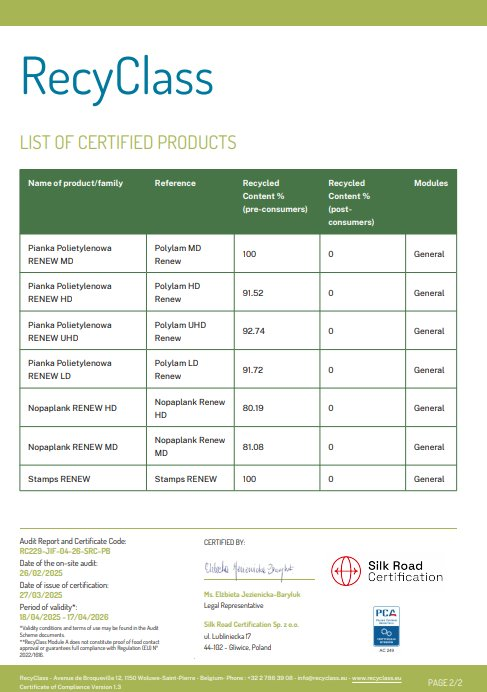 RecyClass
LIST OF CERTIFIED PRODUCTS
Name of product/family Reference Recycled Content % (pre-consumers) Recycled Content % (post-consumers) Modules
Pianka Polietylenowa RENEW MD Polylam MD Renew 100 0 General
Pianka Polietylenowa RENEW HD Polylam HD Renew 91.52 0 General
Pianka Polietylenowa RENEW UHD Polylam UHD Renew 92.74 0 General
Pianka Polietylenowa RENEW LD Polylam LD Renew 91.72 0 General
Nopaplank RENEW HD Nopaplank Renew HD 80.19 0 General
Nopaplank RENEW MD Nopaplank Renew MD 81.08 0 General
Stamps RENEW Stamps RENEW 100 0 General
Audit Report and Certificate Code:
RC229-JIF-04-26-SRC-PB
Date of the on-site audit:
26/02/2025
Date of issue of certification:
27/03/2025
Period of validity*:
18/04/2025 - 17/04/2026
*Validity conditions and terms of use may be found in the Audit
Scheme documents.
**RecyClass Module A does not constitute proof of food contact
approval or guarantees full compliance with Regulation (EU) N°
2022/1616.
CERTIFIED BY:
Ms. Elżbieta Jezienicka-Baryluk
Legal Representative
Silk Road Certification Sp. z o.o.
ul. Lubliniecka 17
44-102 - Gliwice, Poland
Silk Road
Certification
PCA
AC 249
RecyClass - Avenue de Broqueville 12, 1150 Woluwe-Saint-Pierre - Belgium- Phone : +32 2 786 39 08 - info@recyclass.eu - www.recyclass.eu
Certificate of Compliance Version 1.3
PAGE 2/2